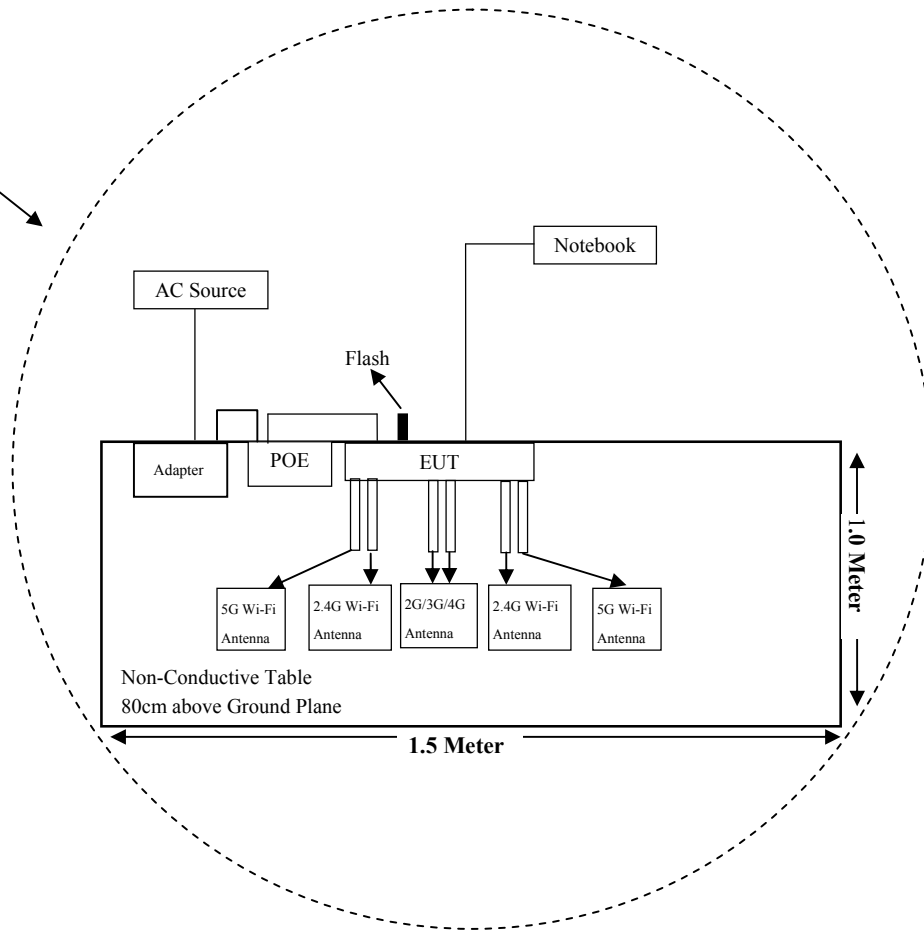 Notebook
AC Source
Flash
Adapter
POE
EUT
1.0 Meter
5G Wi-Fi
Antenna
2.4G Wi-Fi
Antenna
2G/3G/4G
Antenna
2.4G Wi-Fi
Antenna
5G Wi-Fi
Antenna
Non-Conductive Table
80cm above Ground Plane
1.5 Meter